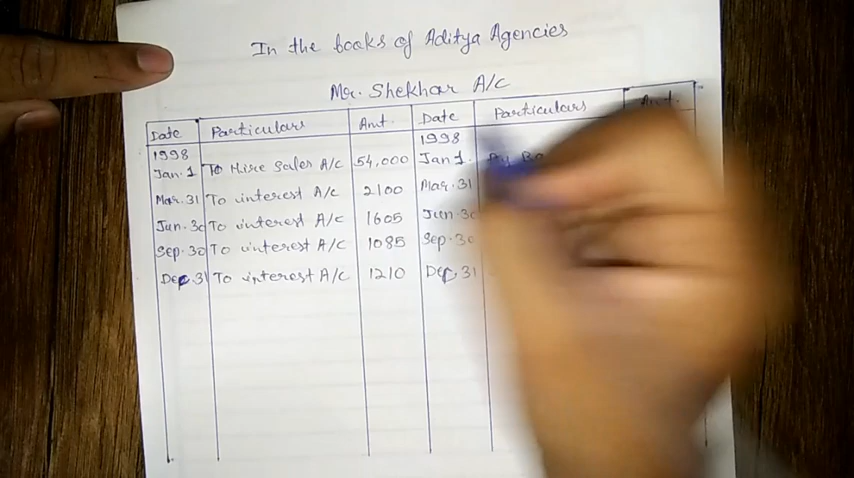 In the books of Aditya Agencies
Mr. Shekhar A/C
Date Particulars Amt. Date Particulars Amt.
1998 1998
Jan. 1 To Hire Sales A/C 54,000 Jan 1. By
Mar. 31 To interest A/C 2100 Mar. 31
Jun. 30 To interest A/C 1605 Jun. 30
Sep. 30 To interest A/C 1085 Sep. 30
Dec. 31 To interest A/C 1210 Dec. 31